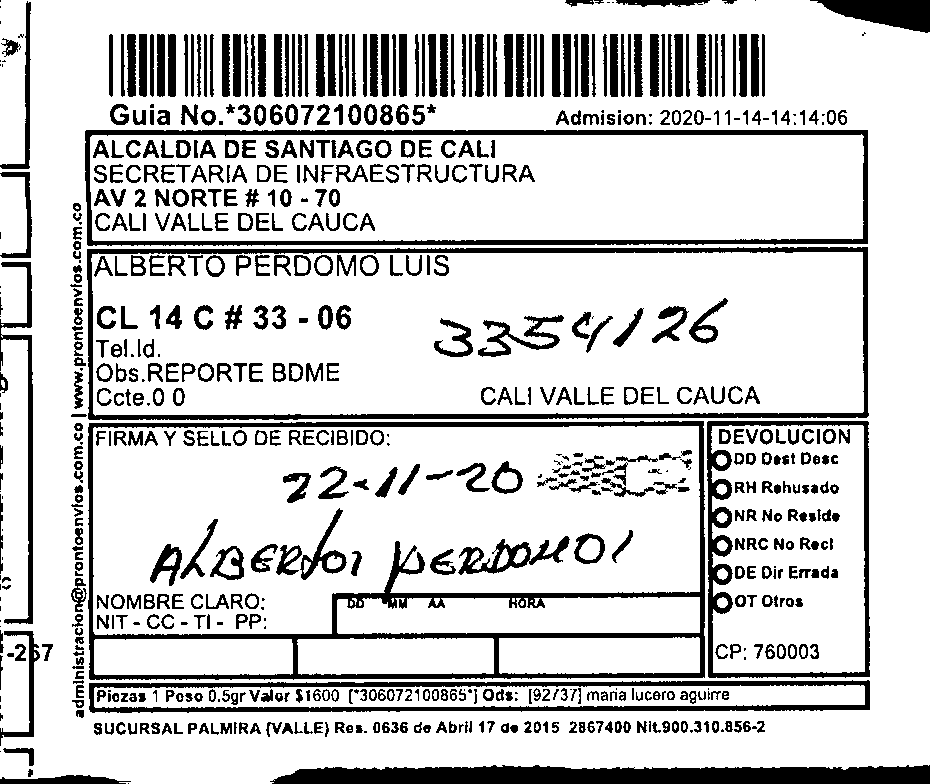 Guia No.*306072100865*
Admision: 2020-11-14-14:14:06
ALCALDIA DE SANTIAGO DE CALI
SECRETARIA DE INFRAESTRUCTURA
AV 2 NORTE # 10 - 70
CALI VALLE DEL CAUCA
ALBERTO PERDOMO LUIS
CL 14 C # 33 - 06
3354126
Tel.Id.
Obs.REPORTE BDME
Ccte.0 0
CALI VALLE DEL CAUCA
administracion@prontoenvios.com.co | www.prontoenvios.com.co
FIRMA Y SELLO DE RECIBIDO:
22-11-20
ALBERTO PERDOMO
NOMBRE CLARO:
NIT - CC - TI - PP:
DD MM AA HORA
DEVOLUCION
DD Dest Desc
RH Rehusado
NR No Reside
NRC No Recl
DE Dir Errada
OT Otros
CP: 760003
-267
Piezas 1 Peso 0.5gr Valor $1600 [*306072100865*] Ods: [92/37] maria lucero aguirre
SUCURSAL PALMIRA (VALLE) Res. 0636 de Abril 17 de 2015 2867400 Nit.900.310.856-2